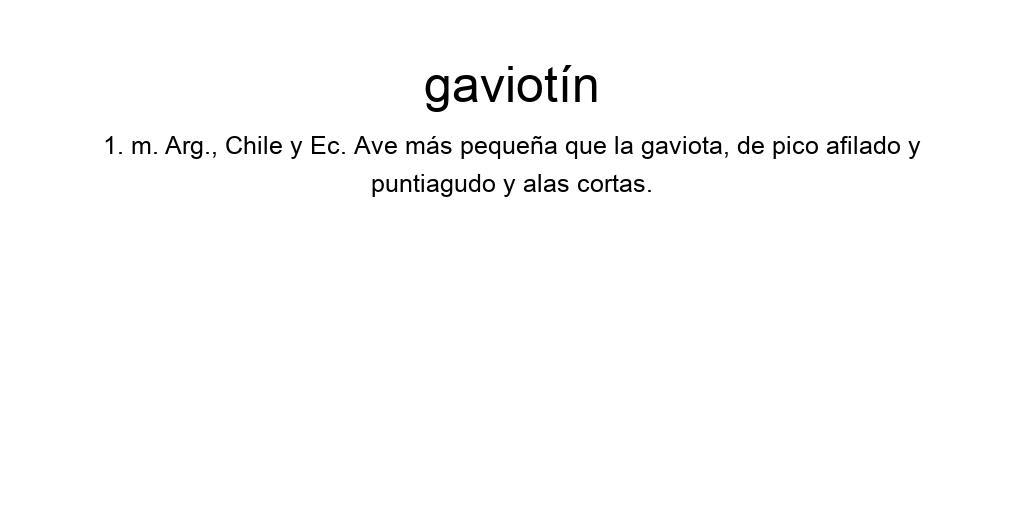 gaviotín
1. m. Arg., Chile y Ec. Ave más pequeña que la gaviota, de pico afilado y
puntiagudo y alas cortas.